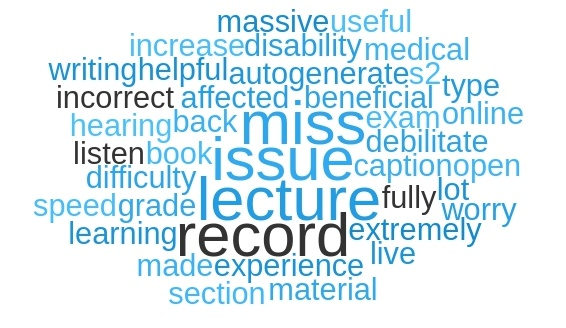 massive useful
increase disability medical
writing helpful autogenerate s2 type
incorrect affected beneficial
hearing back miss exam online
listen book issue debilitate
difficulty caption open
speed grade lecture fully lot worry
learning record extremely
made experience live
section material